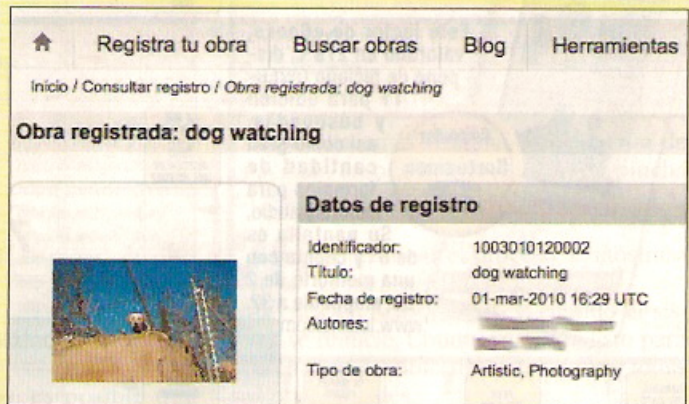 Registra tu obra Buscar obras Blog Herramientas
Inicio / Consultar registro / Obra registrada: dog watching
Obra registrada: dog watching
Datos de registro
Identificador: 1003010120002
Título: dog watching
Fecha de registro: 01-mar-2010 16:29 UTC
Autores:
Tipo de obra: Artistic, Photography